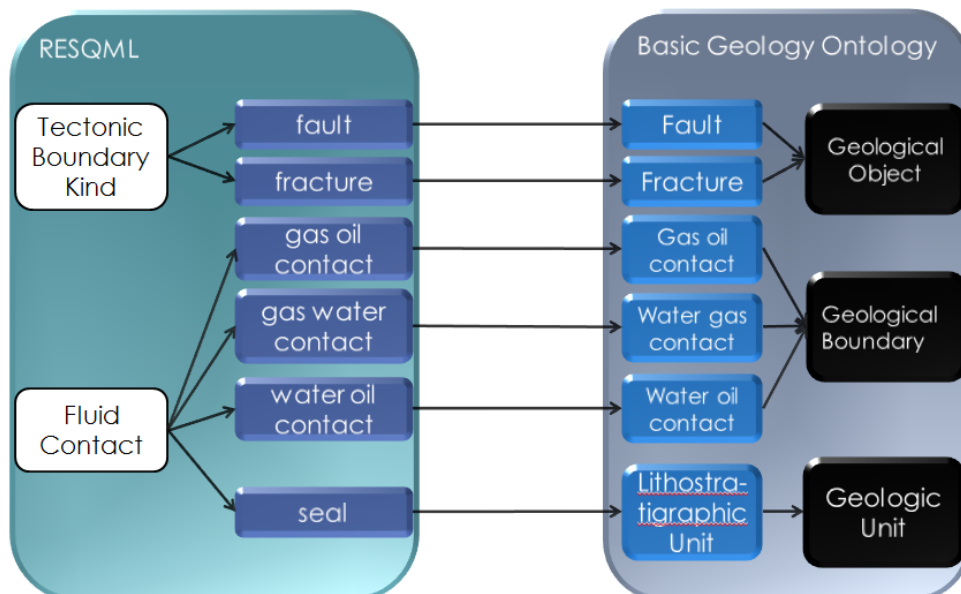 RESQML
Tectonic
Boundary
Kind
fault
fracture
gas oil
contact
gas water
contact
water oil
contact
Fluid
Contact
seal
Basic Geology Ontology
Fault
Fracture
Gas oil
contact
Water gas
contact
Water oil
contact
Lithostra-
tigraphic
Unit
Geological
Object
Geological
Boundary
Geologic
Unit